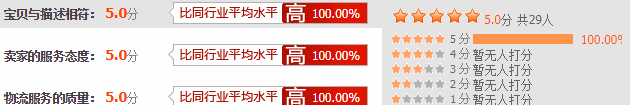 宝贝与描述相符： 5.0分 比同行业平均水平 高 100.00%
卖家的服务态度： 5.0分 比同行业平均水平 高 100.00%
物流服务的质量： 5.0分 比同行业平均水平 高 100.00%
5.0分 共29人
5分 100.00%
4分 暂无人打分
3分 暂无人打分
2分 暂无人打分
1分 暂无人打分